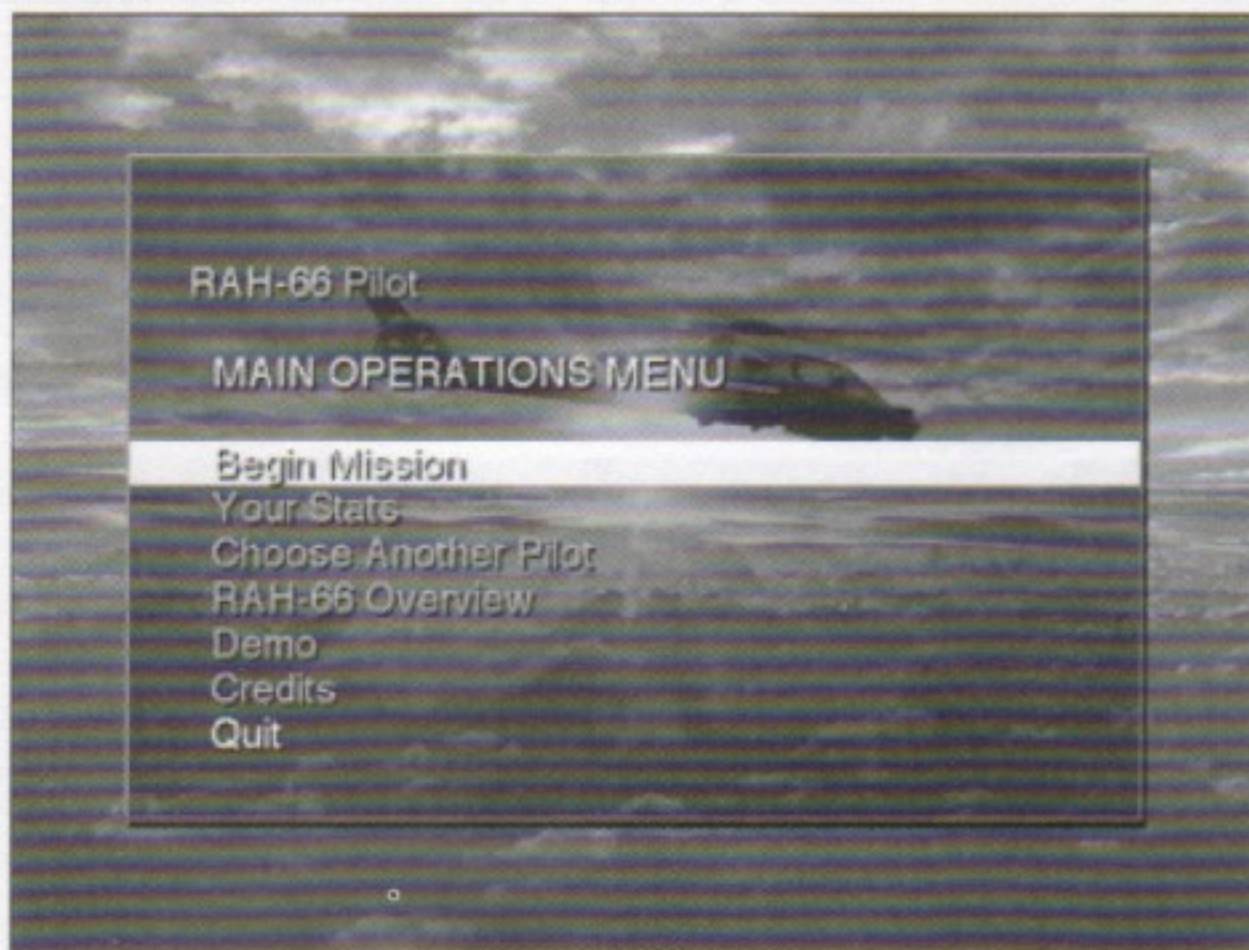 RAH-66 Pilot
MAIN OPERATIONS MENU
Begin Mission
Your Stats
Choose Another Pilot
RAH-66 Overview
Demo
Credits
Quit